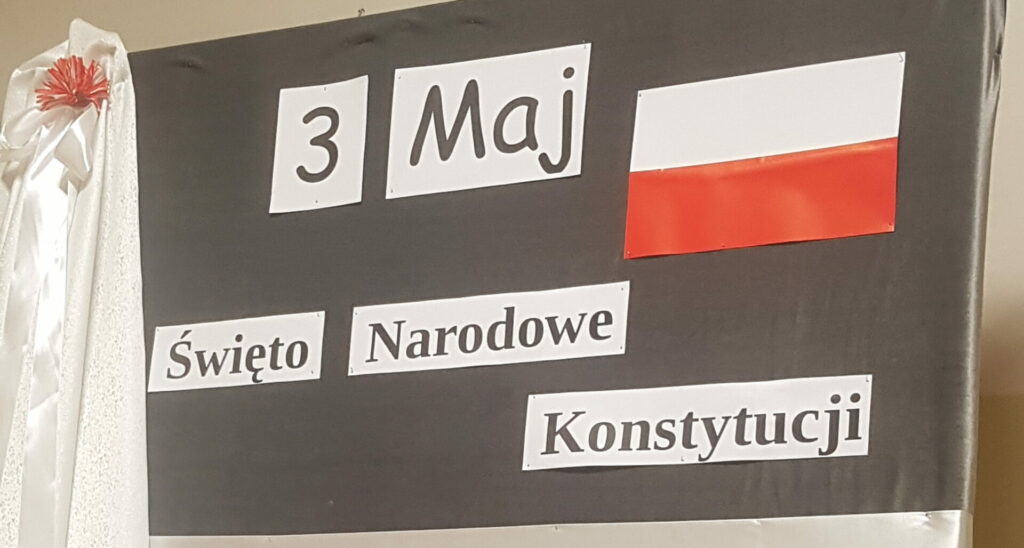 3 Maj
Święto Narodowe
Konstytucji